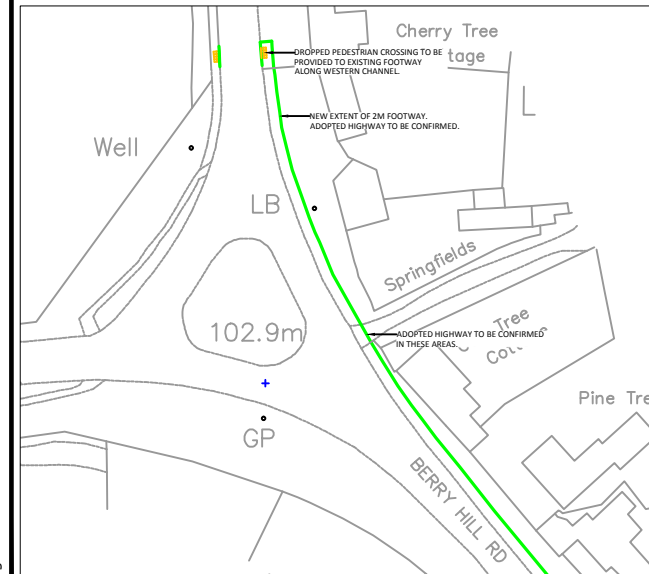 Cherry Tree
tage
DROPPED PEDESTRIAN CROSSING TO BE
PROVIDED TO EXISTING FOOTWAY
ALONG WESTERN CHANNEL.
L
NEW EXTENT OF 2M FOOTWAY.
ADOPTED HIGHWAY TO BE CONFIRMED.
Well
LB
Springfields
102.9m
Tree
ADOPTED HIGHWAY TO BE CONFIRMED
IN THESE AREAS.
Pine Tre
GP
BERRY HILL RD